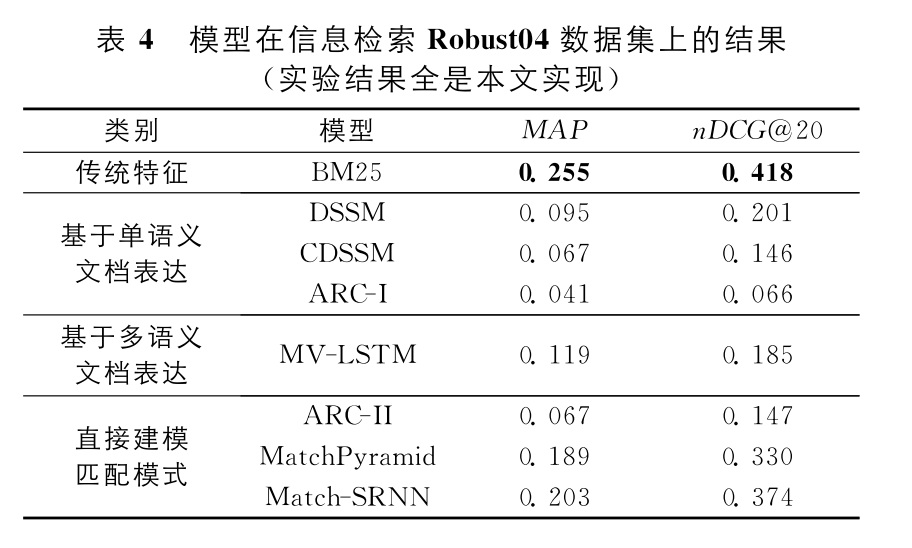 表 4 模型在信息检索 Robust04 数据集上的结果
（实验结果全是本文实现）
类别 模型 MAP nDCG@20
传统特征 BM25 0.255 0.418
基于单语义
文档表达
DSSM 0.095 0.201
CDSSM 0.067 0.146
ARC-I 0.041 0.066
基于多语义
文档表达
MV-LSTM 0.119 0.185
直接建模
匹配模式
ARC-II 0.067 0.147
MatchPyramid 0.189 0.330
Match-SRNN 0.203 0.374